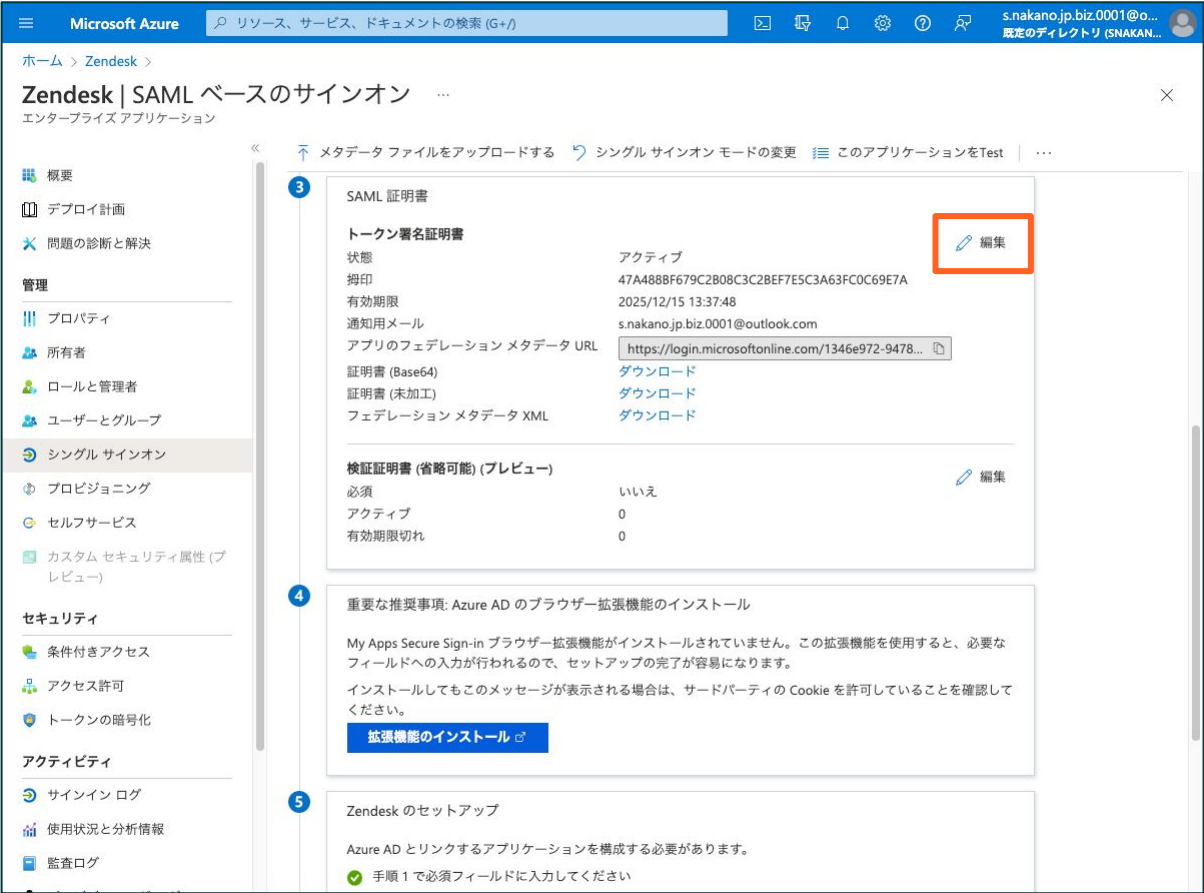 Microsoft Azure
リソース、サービス、ドキュメントの検索 (G+/)
s.nakano.jp.biz.0001@o...
既定のディレクトリ (SNAKAN...
ホーム > Zendesk >
Zendesk | SAML ベースのサインオン ...
エンタープライズ アプリケーション
概要
デプロイ計画
問題の診断と解決
管理
プロパティ
所有者
ロールと管理者
ユーザーとグループ
シングル サインオン
プロビジョニング
セルフサービス
カスタム セキュリティ属性 (プ
レビュー)
セキュリティ
条件付きアクセス
アクセス許可
トークンの暗号化
アクティビティ
サインイン ログ
使用状況と分析情報
監査ログ
メタデータ ファイルをアップロードする シングル サインオン モードの変更 このアプリケーションをTest ...
3
SAML 証明書
トークン署名証明書
編集
状態 アクティブ
拇印 47A488BF679C2B08C3C2BEF7E5C3A63FC0C69E7A
有効期限 2025/12/15 13:37:48
通知用メール s.nakano.jp.biz.0001@outlook.com
アプリのフェデレーション メタデータ URL https://login.microsoftonline.com/1346e972-9478...
証明書 (Base64) ダウンロード
証明書 (未加工) ダウンロード
フェデレーション メタデータ XML ダウンロード
検証証明書 (省略可能) (プレビュー)
編集
必須 いいえ
アクティブ 0
有効期限切れ 0
4
重要な推奨事項: Azure AD のブラウザー拡張機能のインストール
My Apps Secure Sign-in ブラウザー拡張機能がインストールされていません。この拡張機能を使用すると、必要な
フィールドへの入力が行われるので、セットアップの完了が容易になります。
インストールしてもこのメッセージが表示される場合は、サードパーティの Cookie を許可していることを確認して
ください。
拡張機能のインストール
5
Zendesk のセットアップ
Azure AD とリンクするアプリケーションを構成する必要があります。
手順 1 で必須フィールドに入力してください